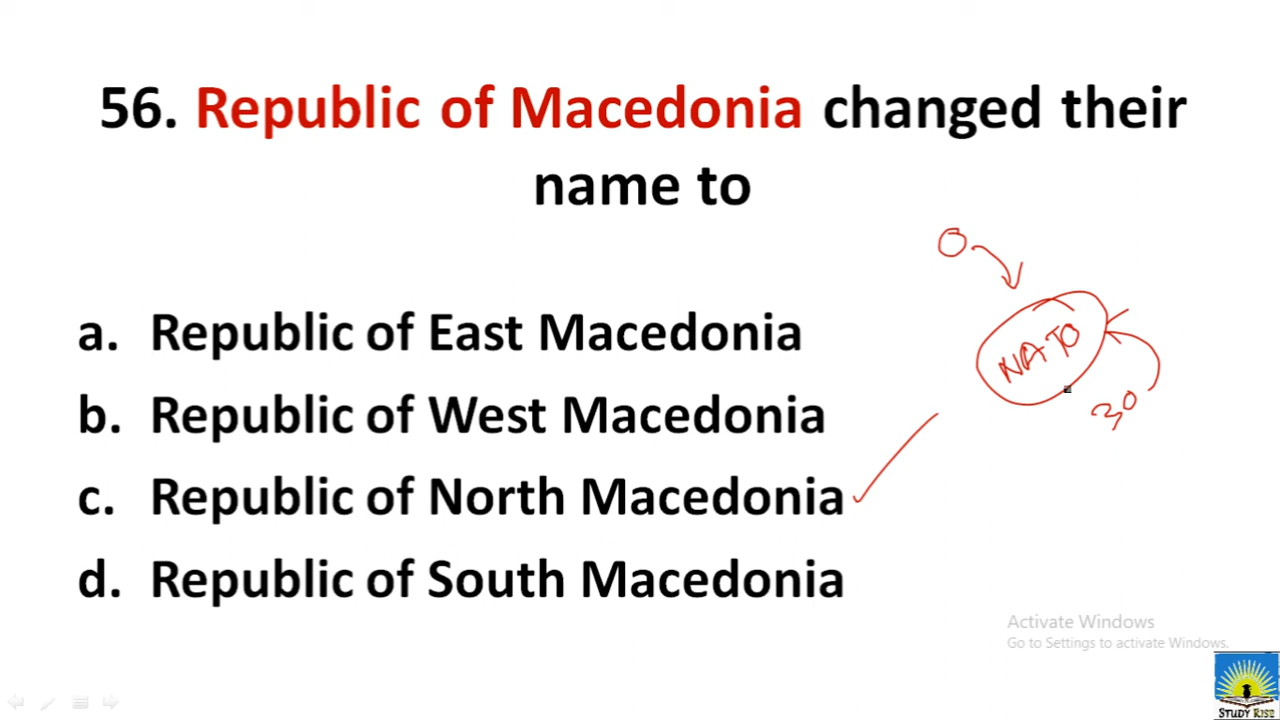 56. Republic of Macedonia changed their
name to
a. Republic of East Macedonia
b. Republic of West Macedonia
c. Republic of North Macedonia
d. Republic of South Macedonia
NATO
30
Activate Windows
Go to Settings to activate Windows.
STUDY RISE